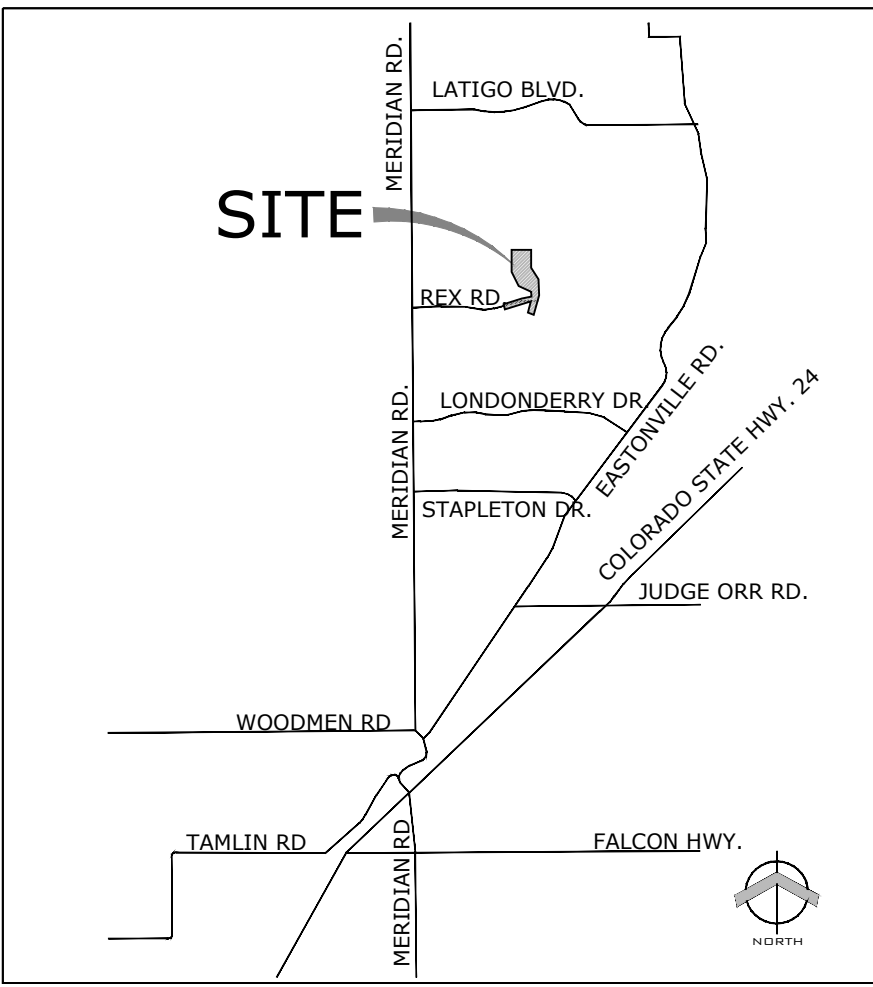 MERIDIAN RD.
LATIGO BLVD.
SITE
REX RD.
MERIDIAN RD.
LONDONDERRY DR.
EASTONVILLE RD.
COLORADO STATE HWY. 24
STAPLETON DR.
JUDGE ORR RD.
WOODMEN RD
TAMLIN RD
MERIDIAN RD
FALCON HWY.
NORTH